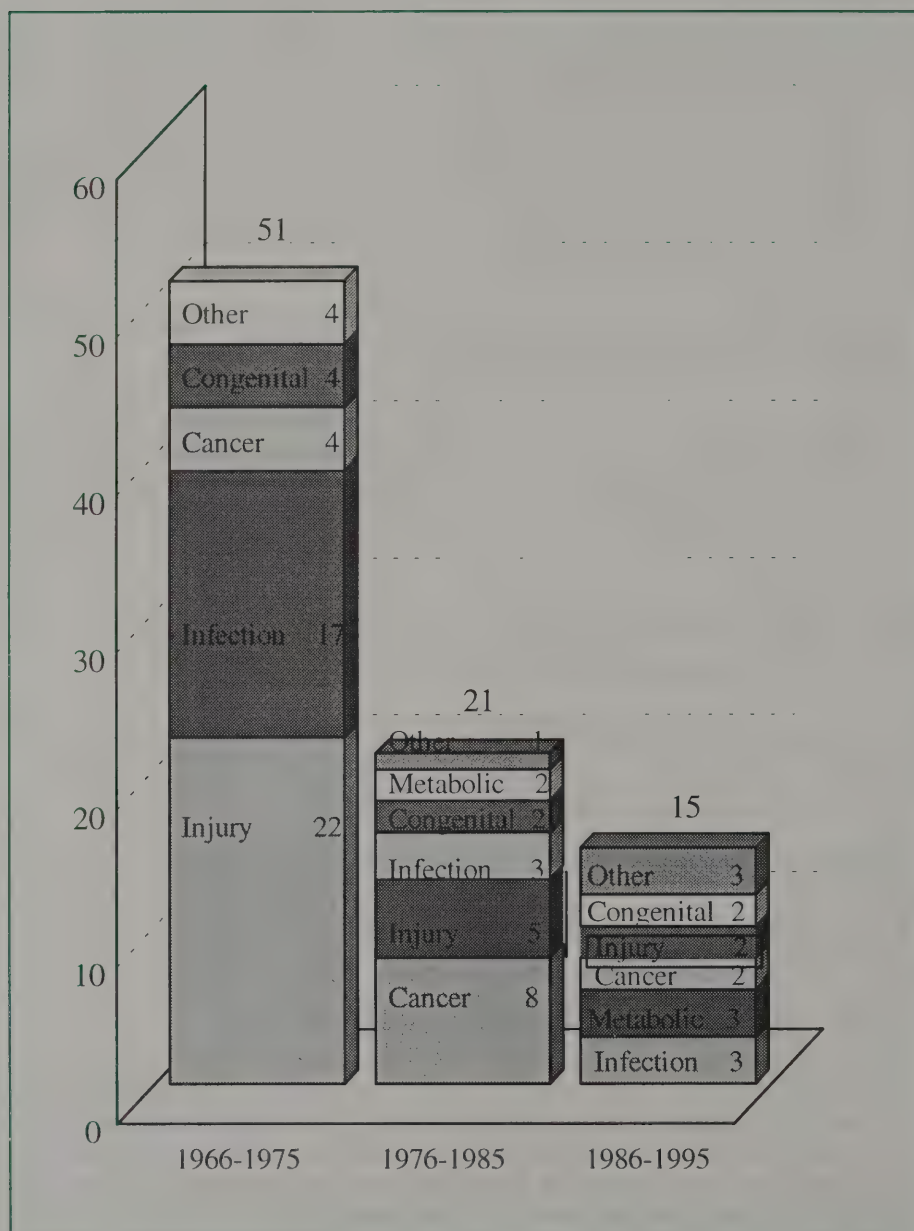 60
51
Other 4
50
Congenital 4
Cancer 4
40
Infection 17
30
21
Other 1
Metabolic 2
20
15
Injury 22
Congenital 2
Infection 3
Other 3
Congenital 2
Injury 5
Injury 2
10
Cancer 2
Cancer 8
Metabolic 3
Infection 3
0
1966-1975 1976-1985 1986-1995